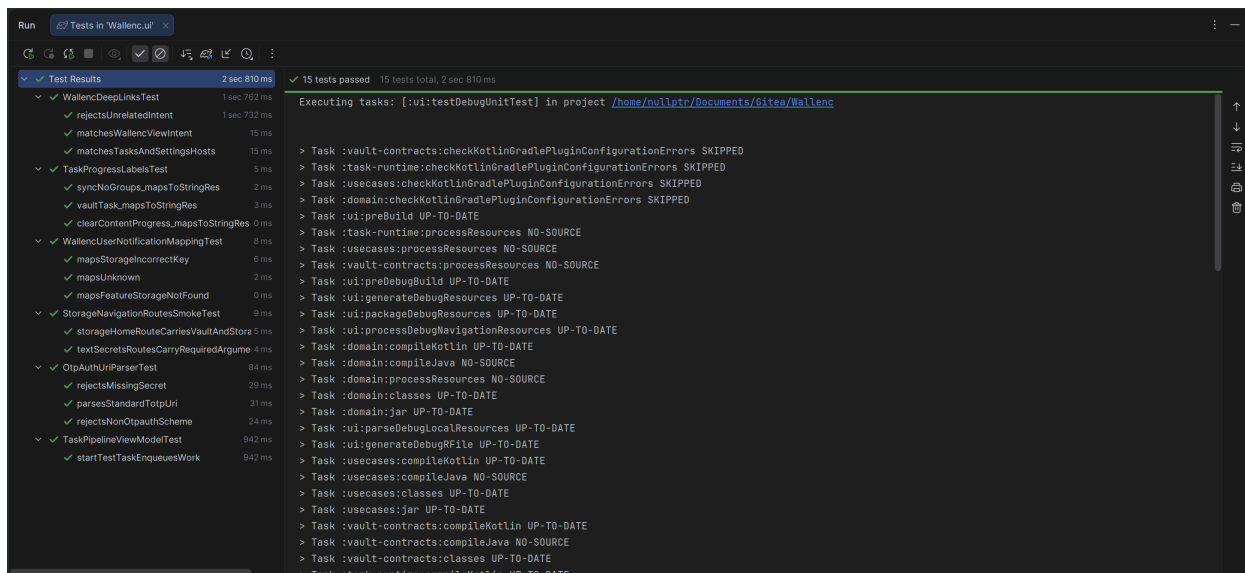 Run Tests in 'Wallenc.ui'
Test Results 2 sec 810 ms
WallencDeepLinksTest 1 sec 762 ms
rejectsUnrelatedIntent 1 sec 732 ms
matchesWallencViewIntent 15 ms
matchesTasksAndSettingsHosts 15 ms
TaskProgressLabelsTest 5 ms
syncNoGroups_mapsToStringRes 2 ms
vaultTask_mapsToStringRes 3 ms
clearContentProgress_mapsToStringRes 0 ms
WallencUserNotificationMappingTest 8 ms
mapsStorageIncorrectKey 6 ms
mapsUnknown 2 ms
mapsFeatureStorageNotFound 0 ms
StorageNavigationRoutesSmokeTest 9 ms
storageHomeRouteCarriesVaultAndStora 5 ms
textSecretsRoutesCarryRequiredArgume 4 ms
OtpAuthUriParserTest 84 ms
rejectsMissingSecret 29 ms
parsesStandardTotpUri 31 ms
rejectsNonOtpauthScheme 24 ms
TaskPipelineViewModelTest 942 ms
startTestTaskEnqueuesWork 942 ms
15 tests passed 15 tests total, 2 sec 810 ms
Executing tasks: [:ui:testDebugUnitTest] in project /home/nullptr/Documents/Gitea/Wallenc
> Task :vault-contracts:checkKotlinGradlePluginConfigurationErrors SKIPPED
> Task :task-runtime:checkKotlinGradlePluginConfigurationErrors SKIPPED
> Task :usecases:checkKotlinGradlePluginConfigurationErrors SKIPPED
> Task :domain:checkKotlinGradlePluginConfigurationErrors SKIPPED
> Task :ui:preBuild UP-TO-DATE
> Task :task-runtime:processResources NO-SOURCE
> Task :usecases:processResources NO-SOURCE
> Task :vault-contracts:processResources NO-SOURCE
> Task :ui:preDebugBuild UP-TO-DATE
> Task :ui:generateDebugResources UP-TO-DATE
> Task :ui:packageDebugResources UP-TO-DATE
> Task :ui:processDebugNavigationResources UP-TO-DATE
> Task :domain:compileKotlin UP-TO-DATE
> Task :domain:compileJava NO-SOURCE
> Task :domain:processResources NO-SOURCE
> Task :domain:classes UP-TO-DATE
> Task :domain:jar UP-TO-DATE
> Task :ui:parseDebugLocalResources UP-TO-DATE
> Task :ui:generateDebugRFile UP-TO-DATE
> Task :usecases:compileKotlin UP-TO-DATE
> Task :usecases:compileJava NO-SOURCE
> Task :usecases:classes UP-TO-DATE
> Task :usecases:jar UP-TO-DATE
> Task :vault-contracts:compileKotlin UP-TO-DATE
> Task :vault-contracts:compileJava NO-SOURCE
> Task :vault-contracts:classes UP-TO-DATE